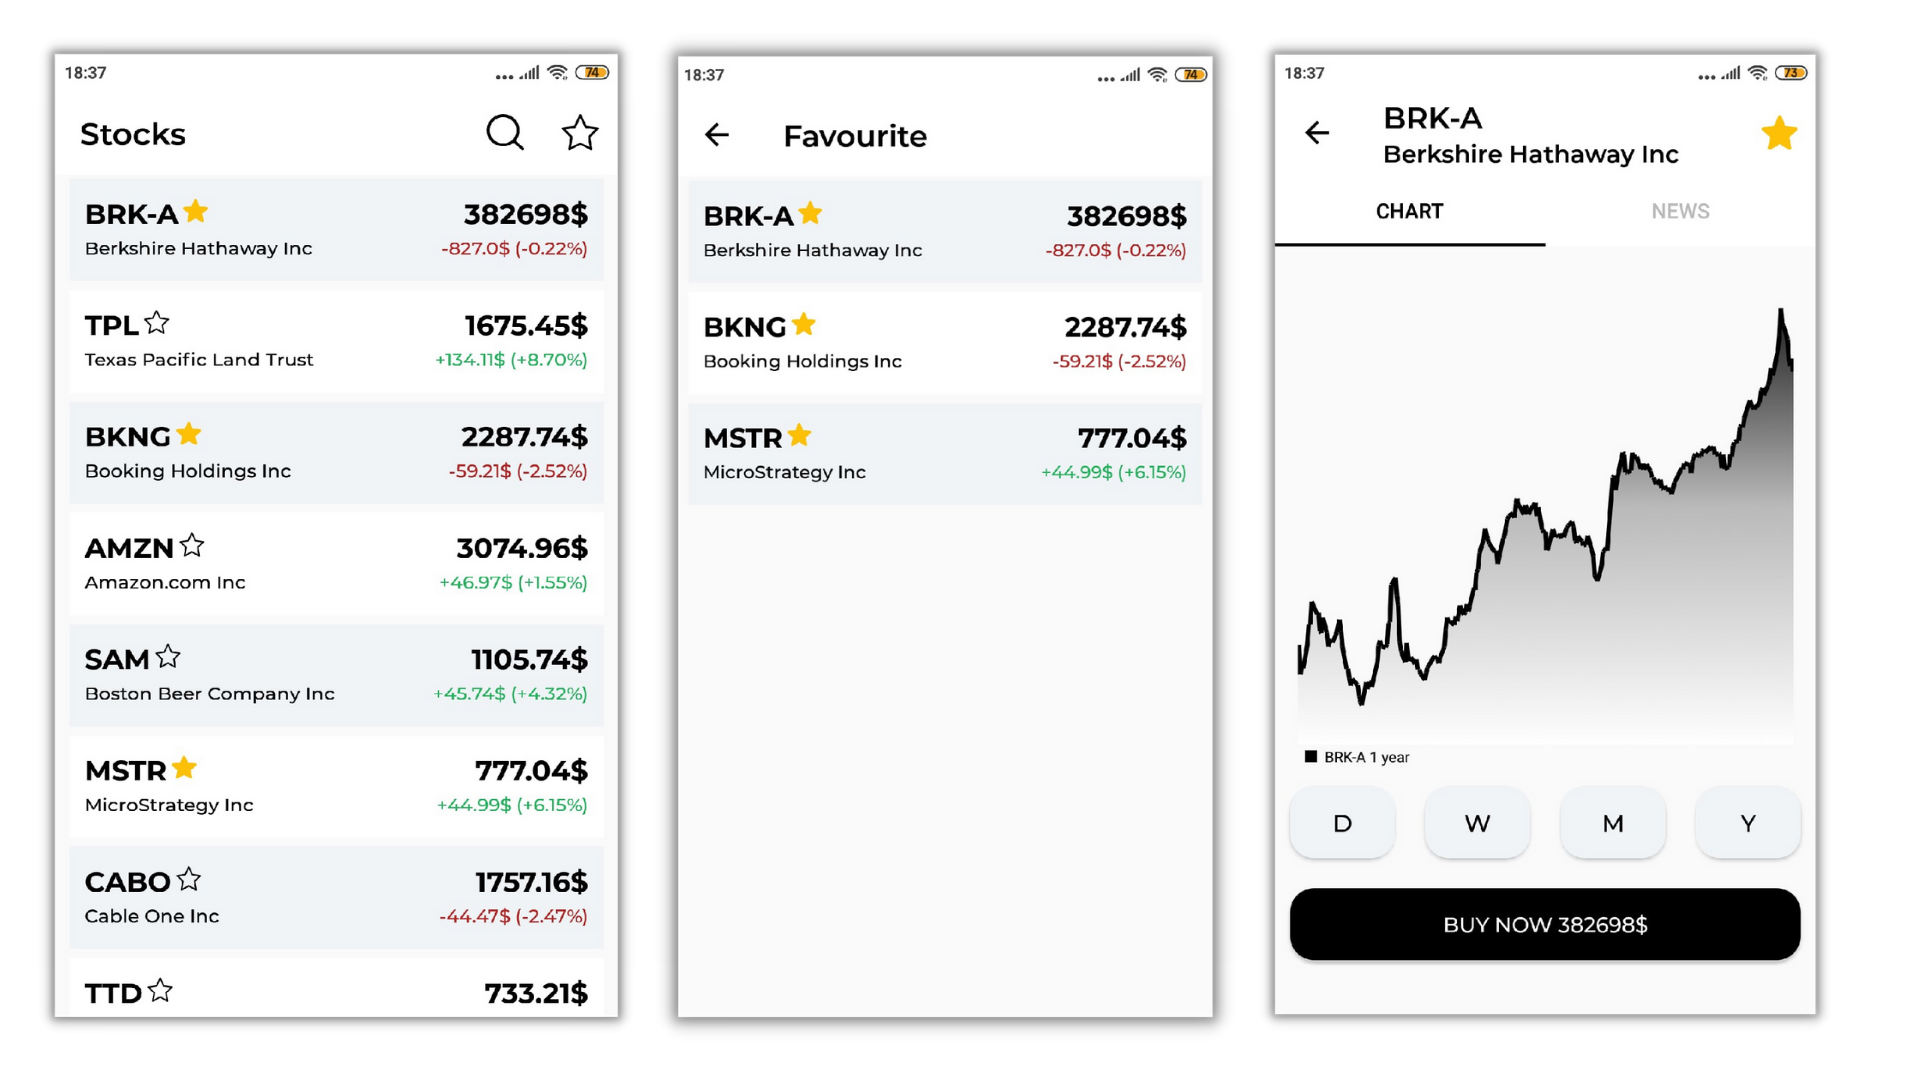 18:37
74
Stocks
BRK-A
382698$
Berkshire Hathaway Inc
-827.0$ (-0.22%)
TPL
1675.45$
Texas Pacific Land Trust
+134.11$ (+8.70%)
BKNG
2287.74$
Booking Holdings Inc
-59.21$ (-2.52%)
AMZN
3074.96$
Amazon.com Inc
+46.97$ (+1.55%)
SAM
1105.74$
Boston Beer Company Inc
+45.74$ (+4.32%)
MSTR
777.04$
MicroStrategy Inc
+44.99$ (+6.15%)
CABO
1757.16$
Cable One Inc
-44.47$ (-2.47%)
TTD
733.21$
18:37
74
Favourite
BRK-A
382698$
Berkshire Hathaway Inc
-827.0$ (-0.22%)
BKNG
2287.74$
Booking Holdings Inc
-59.21$ (-2.52%)
MSTR
777.04$
MicroStrategy Inc
+44.99$ (+6.15%)
18:37
73
BRK-A
Berkshire Hathaway Inc
CHART
NEWS
BRK-A 1 year
D
W
M
Y
BUY NOW 382698$